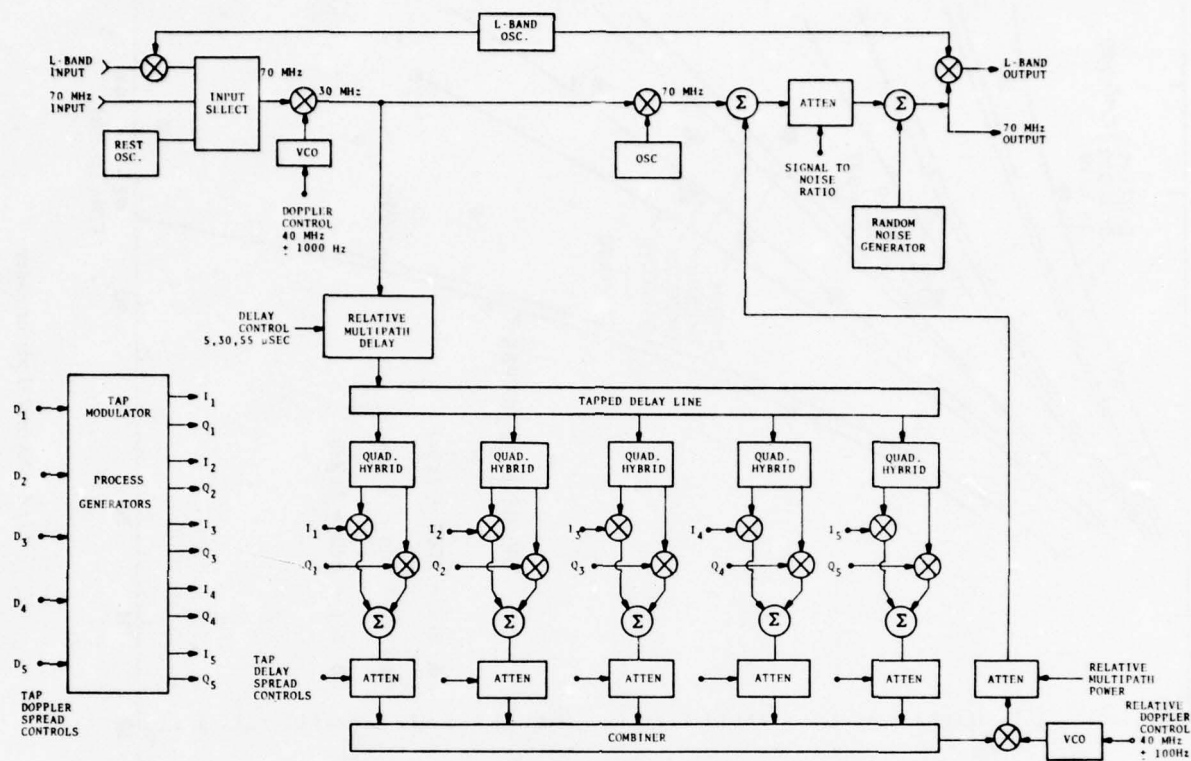 L-BAND
OSC.
L-BAND
INPUT
70 MHz
INPUT
REST
OSC.
INPUT
SELECT
70 MHz
30 MHz
VCO
DOPPLER
CONTROL
40 MHz
± 1000 Hz
70 MHz
OSC
Σ
ATTEN
SIGNAL TO
NOISE
RATIO
Σ
RANDOM
NOISE
GENERATOR
L-BAND
OUTPUT
70 MHz
OUTPUT
DELAY
CONTROL
5,30,55 µSEC
RELATIVE
MULTIPATH
DELAY
TAPPED DELAY LINE
TAP
MODULATOR
PROCESS
GENERATORS
D1
D2
D3
D4
D5
I1
Q1
I2
Q2
I3
Q3
I4
Q4
I5
Q5
TAP
DOPPLER
SPREAD
CONTROLS
QUAD.
HYBRID
QUAD.
HYBRID
QUAD.
HYBRID
QUAD.
HYBRID
QUAD.
HYBRID
I1
I2
I3
I4
I5
Q1
Q2
Q3
Q4
Q5
Σ
Σ
Σ
Σ
Σ
TAP
DELAY
SPREAD
CONTROLS
ATTEN
ATTEN
ATTEN
ATTEN
ATTEN
ATTEN
RELATIVE
MULTIPATH
POWER
COMBINER
VCO
RELATIVE
DOPPLER
CONTROL
40 MHz
± 100Hz